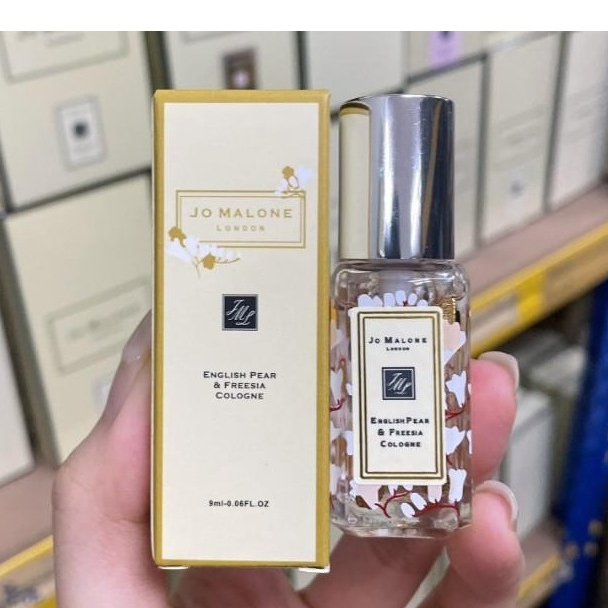 JO MALONE
LONDON
JML
ENGLISH PEAR
& FREESIA
COLOGNE
9ml-0.06FL.OZ
JO MALONE
LONDON
JML
ENGLISH PEAR
& FREESIA
COLOGNE